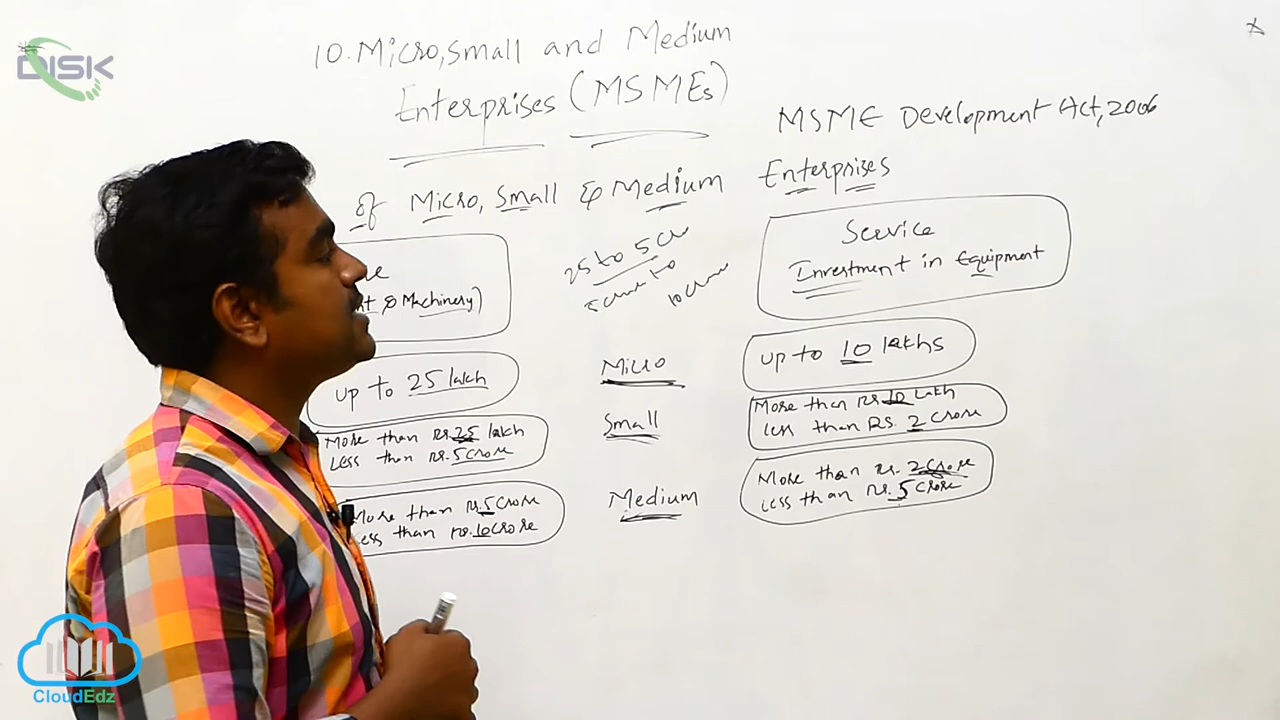 DISK
10. Micro, Small and Medium
Enterprises (MSMEs)
MSME Development Act, 2006
of Micro, Small & Medium Enterprises
& Machinery)
25 to 5 Cr
5 crore to
10 crore
Service
Investment in Equipment
up to 25 lakh
Micro
up to 10 lakhs
More than Rs. 25 lakh
Less than Rs. 5 crore
Small
More than Rs. 10 Lakh
less than Rs. 2 Crore
More than Rs. 5 Crore
Less than Rs. 10 crore
Medium
More than Rs. 2 crore
Less than Rs. 5 crore
CloudEdz